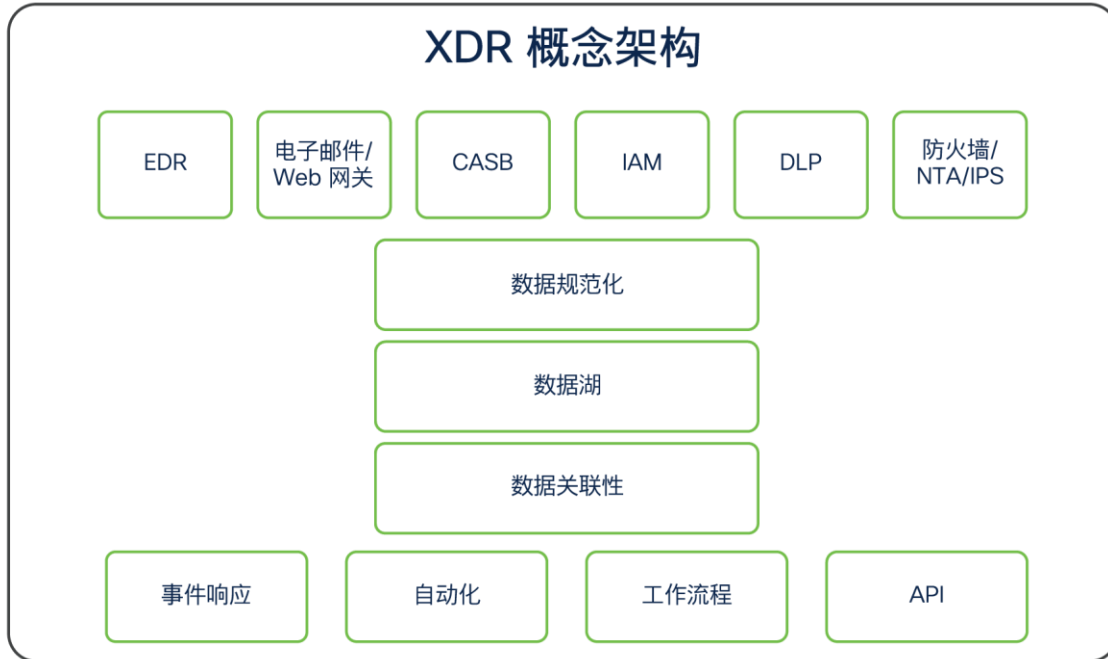 XDR 概念架构
EDR
电子邮件/
Web 网关
CASB
IAM
DLP
防火墙/
NTA/IPS
数据规范化
数据湖
数据关联性
事件响应
自动化
工作流程
API